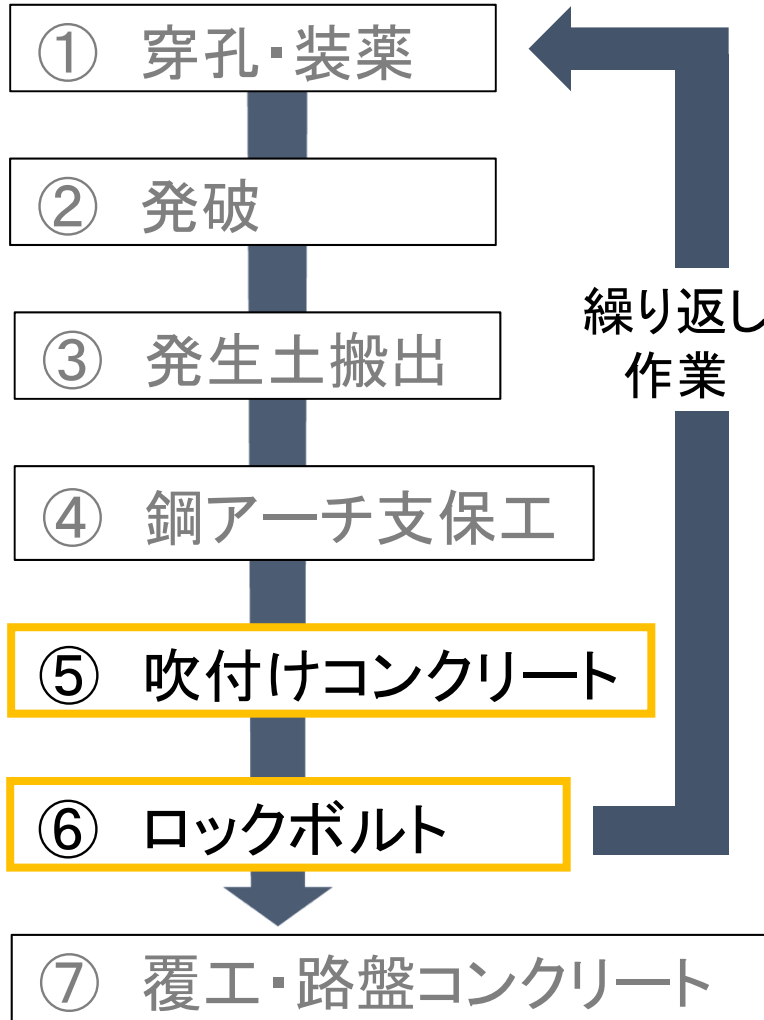 ① 穿孔・装薬
② 発破
③ 発生土搬出
繰り返し
作業
④ 鋼アーチ支保工
⑤ 吹付けコンクリート
⑥ ロックボルト
⑦ 覆工・路盤コンクリート